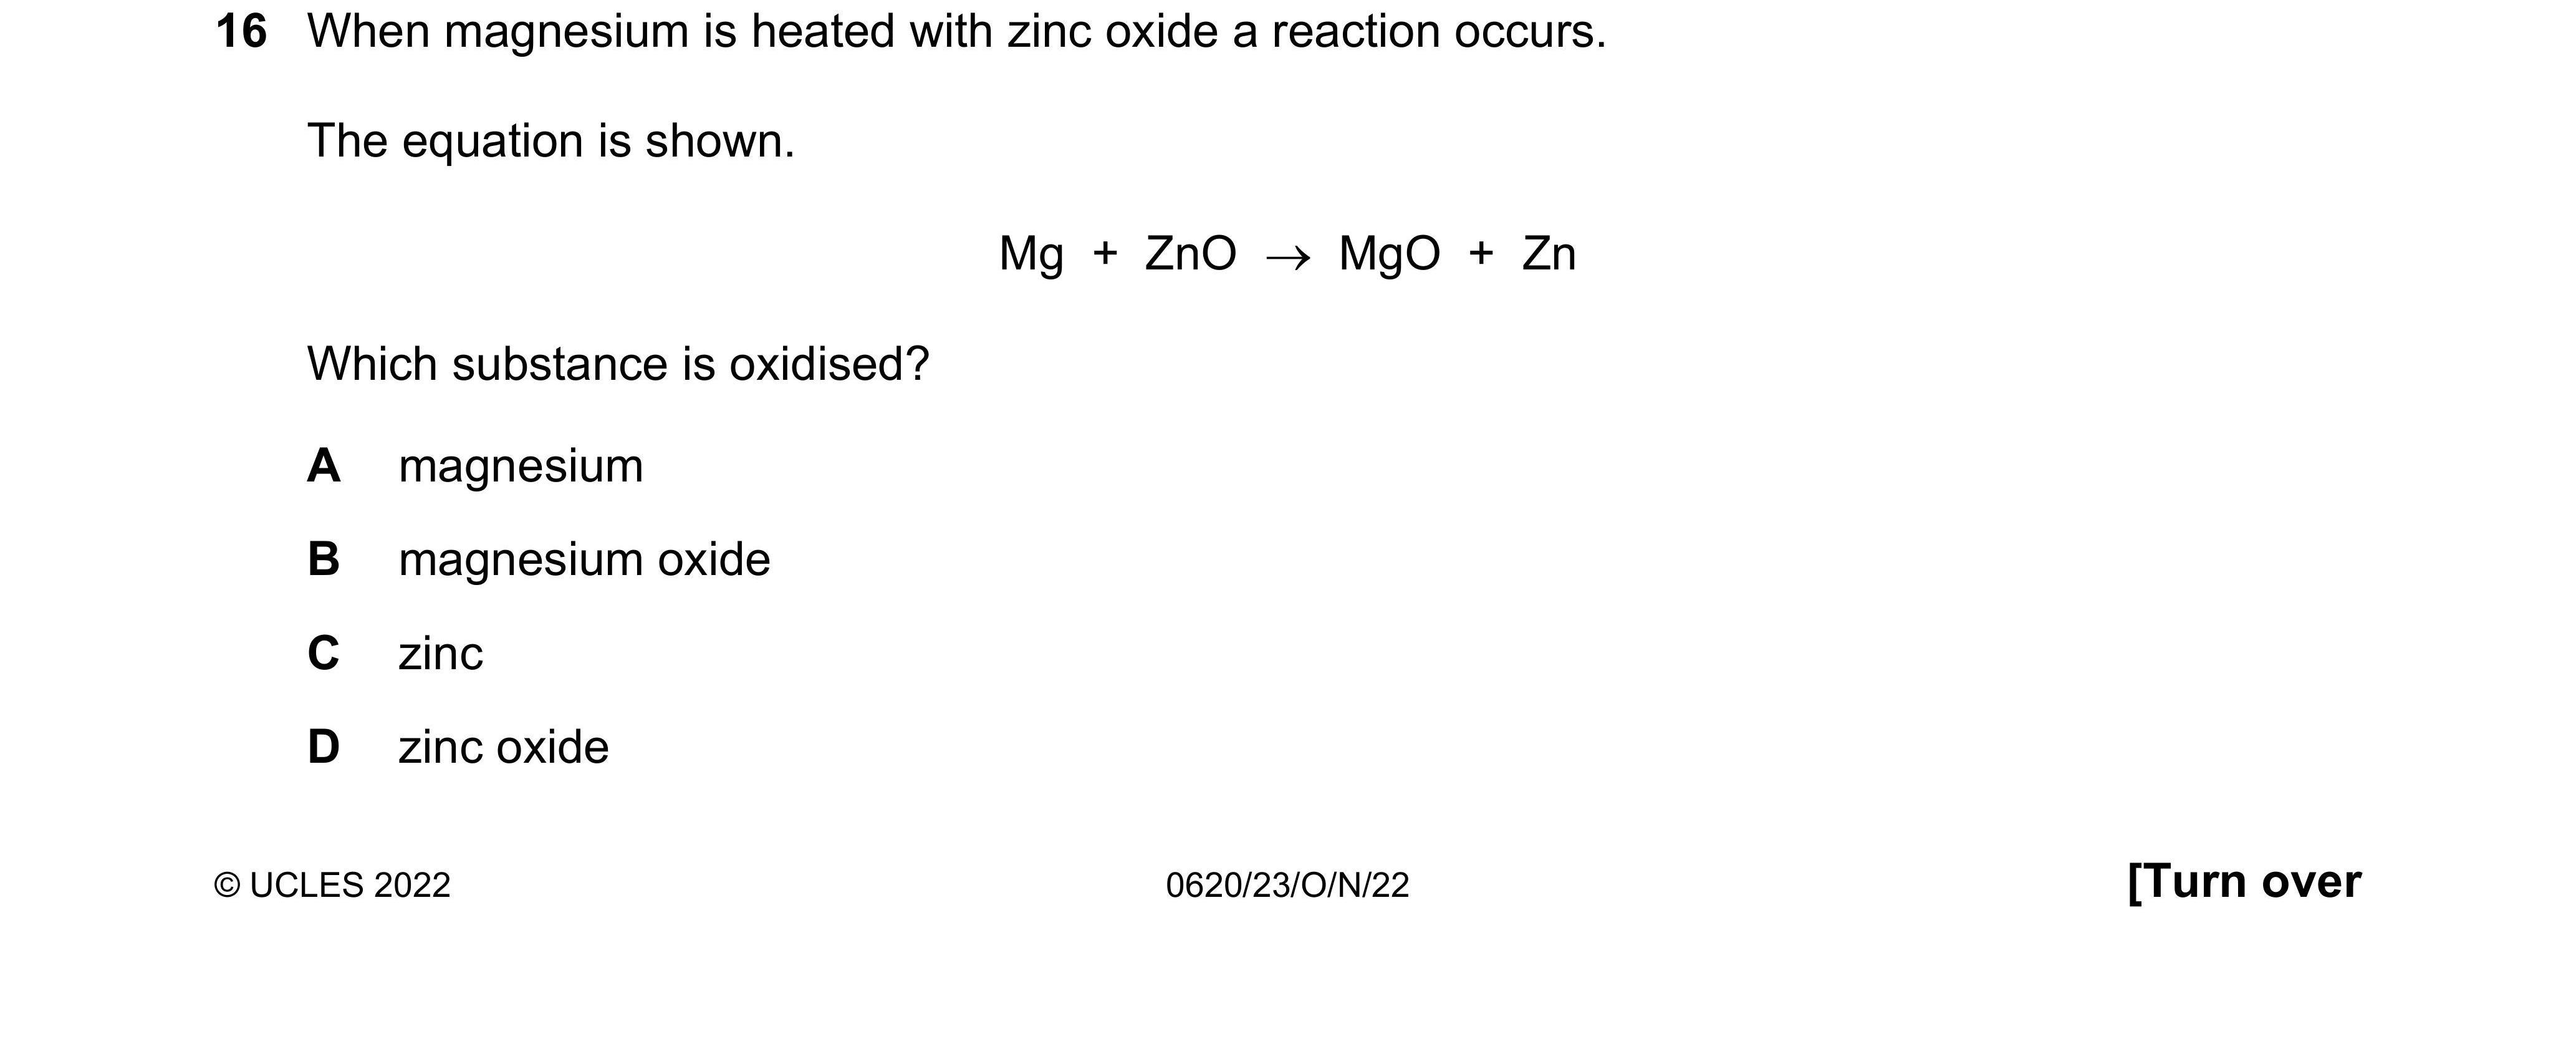 16 When magnesium is heated with zinc oxide a reaction occurs.
The equation is shown.
Mg + ZnO → MgO + Zn
Which substance is oxidised?
A magnesium
B magnesium oxide
C zinc
D zinc oxide
© UCLES 2022 0620/23/O/N/22 [Turn over